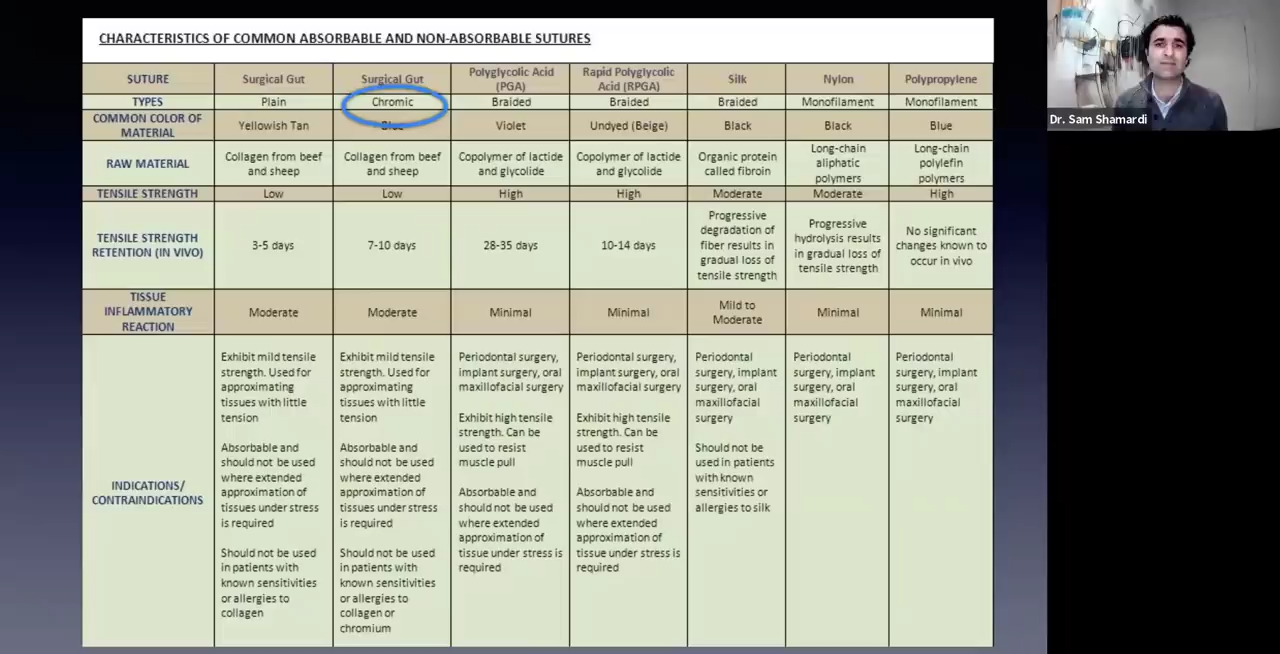 CHARACTERISTICS OF COMMON ABSORBABLE AND NON-ABSORBABLE SUTURES
SUTURE
Surgical Gut
Surgical Gut
Polyglycolic Acid
(PGA)
Rapid Polyglycolic
Acid (RPGA)
Silk
Nylon
Polypropylene
TYPES
Plain
Chromic
Braided
Braided
Braided
Monofilament
Monofilament
COMMON COLOR OF
MATERIAL
Yellowish Tan
Blue
Violet
Undyed (Beige)
Black
Black
Blue
RAW MATERIAL
Collagen from beef
and sheep
Collagen from beef
and sheep
Copolymer of lactide
and glycolide
Copolymer of lactide
and glycolide
Organic protein
called fibroin
Long-chain
aliphatic
polymers
Long-chain
polylefin
polymers
TENSILE STRENGTH
Low
Low
High
High
Moderate
Moderate
High
TENSILE STRENGTH
RETENTION (IN VIVO)
3-5 days
7-10 days
28-35 days
10-14 days
Progressive
degradation of
fiber results in
gradual loss of
tensile strength
Progressive
hydrolysis results
in gradual loss of
tensile strength
No significant
changes known to
occur in vivo
TISSUE
INFLAMMATORY
REACTION
Moderate
Moderate
Minimal
Minimal
Mild to
Moderate
Minimal
Minimal
INDICATIONS/
CONTRAINDICATIONS
Exhibit mild tensile
strength. Used for
approximating
tissues with little
tension
Absorbable and
should not be used
where extended
approximation of
tissues under stress
is required
Should not be used
in patients with
known sensitivities
or allergies to
collagen
Exhibit mild tensile
strength. Used for
approximating
tissues with little
tension
Absorbable and
should not be used
where extended
approximation of
tissues under stress
is required
Should not be used
in patients with
known sensitivities
or allergies to
collagen or
chromium
Periodontal surgery,
implant surgery, oral
maxillofacial surgery
Exhibit high tensile
strength. Can be
used to resist
muscle pull
Absorbable and
should not be used
where extended
approximation of
tissue under stress is
required
Periodontal surgery,
implant surgery, oral
maxillofacial surgery
Exhibit high tensile
strength. Can be
used to resist
muscle pull
Absorbable and
should not be used
where extended
approximation of
tissue under stress is
required
Periodontal
surgery, implant
surgery, oral
maxillofacial
surgery
Should not be
used in patients
with known
sensitivities or
allergies to silk
Periodontal
surgery, implant
surgery, oral
maxillofacial
surgery
Periodontal
surgery, implant
surgery, oral
maxillofacial
surgery
Dr. Sam Shamardi